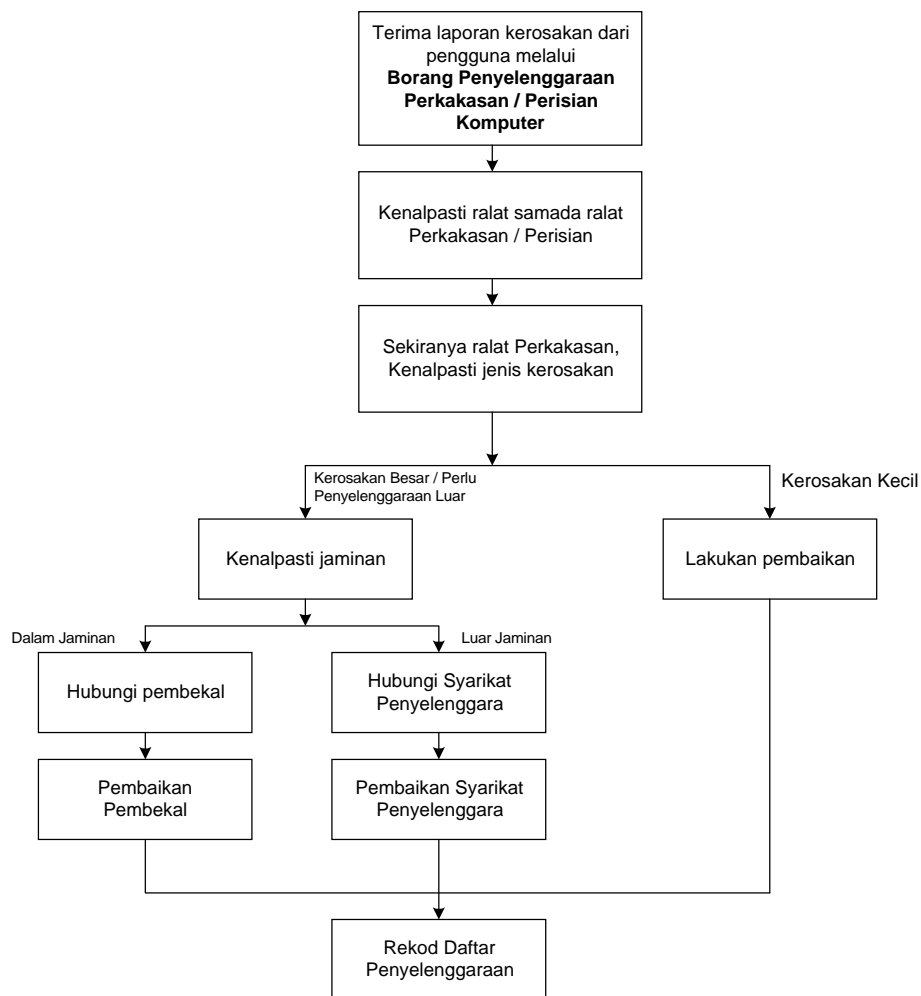 Terima laporan kerosakan dari
pengguna melalui
Borang Penyelenggaraan
Perkakasan / Perisian
Komputer
Kenalpasti ralat samada ralat
Perkakasan / Perisian
Sekiranya ralat Perkakasan,
Kenalpasti jenis kerosakan
Kerosakan Besar / Perlu
Penyelenggaraan Luar
Kerosakan Kecil
Kenalpasti jaminan
Lakukan pembaikan
Dalam Jaminan
Luar Jaminan
Hubungi pembekal
Hubungi Syarikat
Penyelenggara
Pembaikan
Pembekal
Pembaikan Syarikat
Penyelenggara
Rekod Daftar
Penyelenggaraan